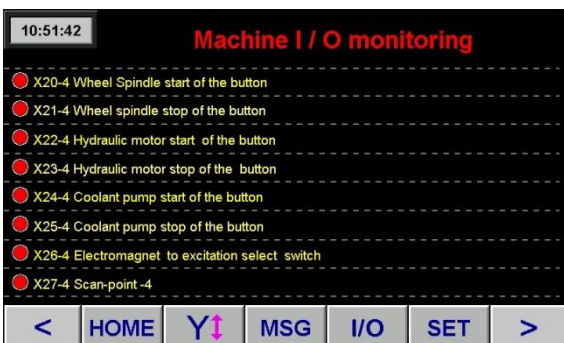 10:51:42
Machine I / O monitoring
X20-4 Wheel Spindle start of the button
X21-4 Wheel spindle stop of the button
X22-4 Hydraulic motor start of the button
X23-4 Hydraulic motor stop of the button
X24-4 Coolant pump start of the button
X25-4 Coolant pump stop of the button
X26-4 Electromagnet to excitation select switch
X27-4 Scan-point -4
< HOME Y MSG I/O SET >